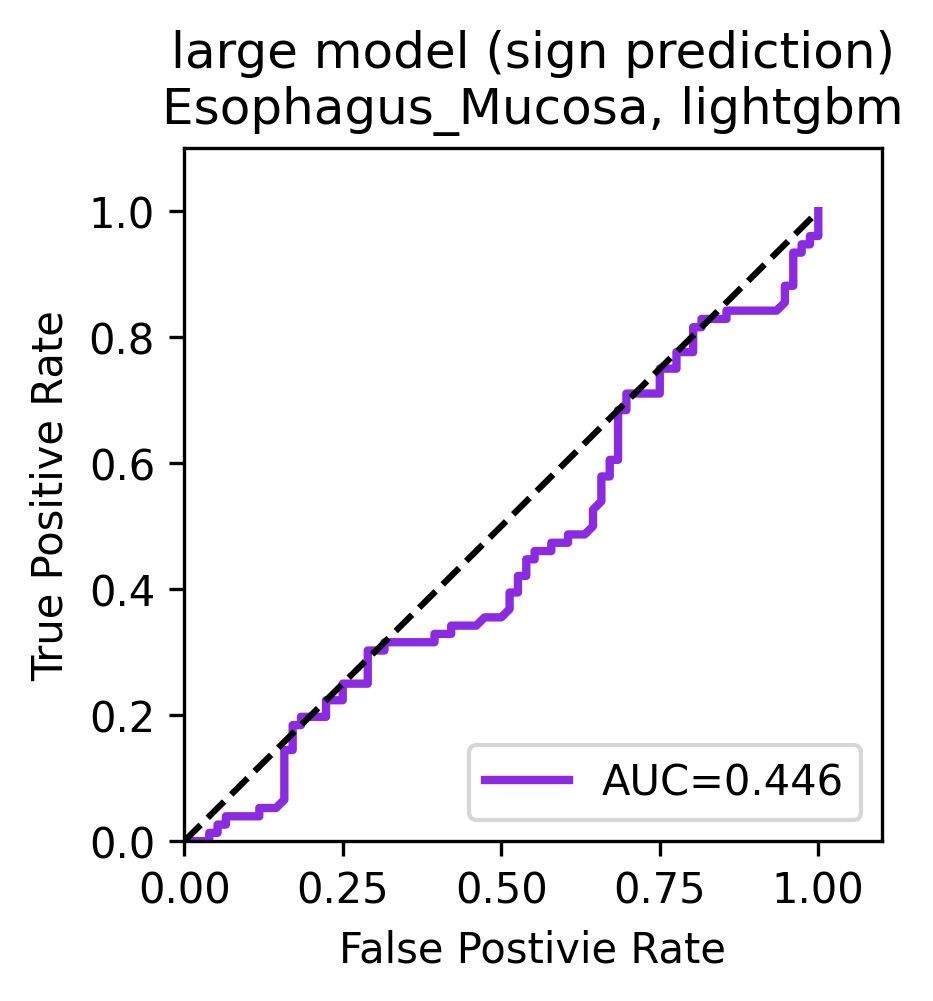 large model (sign prediction)
Esophagus_Mucosa, lightgbm
True Positive Rate
1.0
0.8
0.6
0.4
0.2
0.0
AUC=0.446
0.00 0.25 0.50 0.75 1.00
False Postivie Rate